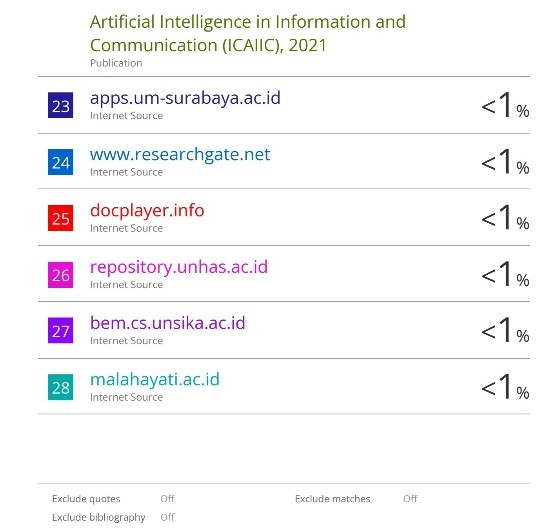 Artificial Intelligence in Information and
Communication (ICAIIC), 2021
Publication
23 apps.um-surabaya.ac.id <1%
Internet Source
24 www.researchgate.net <1%
Internet Source
25 docplayer.info <1%
Internet Source
26 repository.unhas.ac.id <1%
Internet Source
27 bem.cs.unsika.ac.id <1%
Internet Source
28 malahayati.ac.id <1%
Internet Source
Exclude quotes Off Exclude matches Off
Exclude bibliography Off